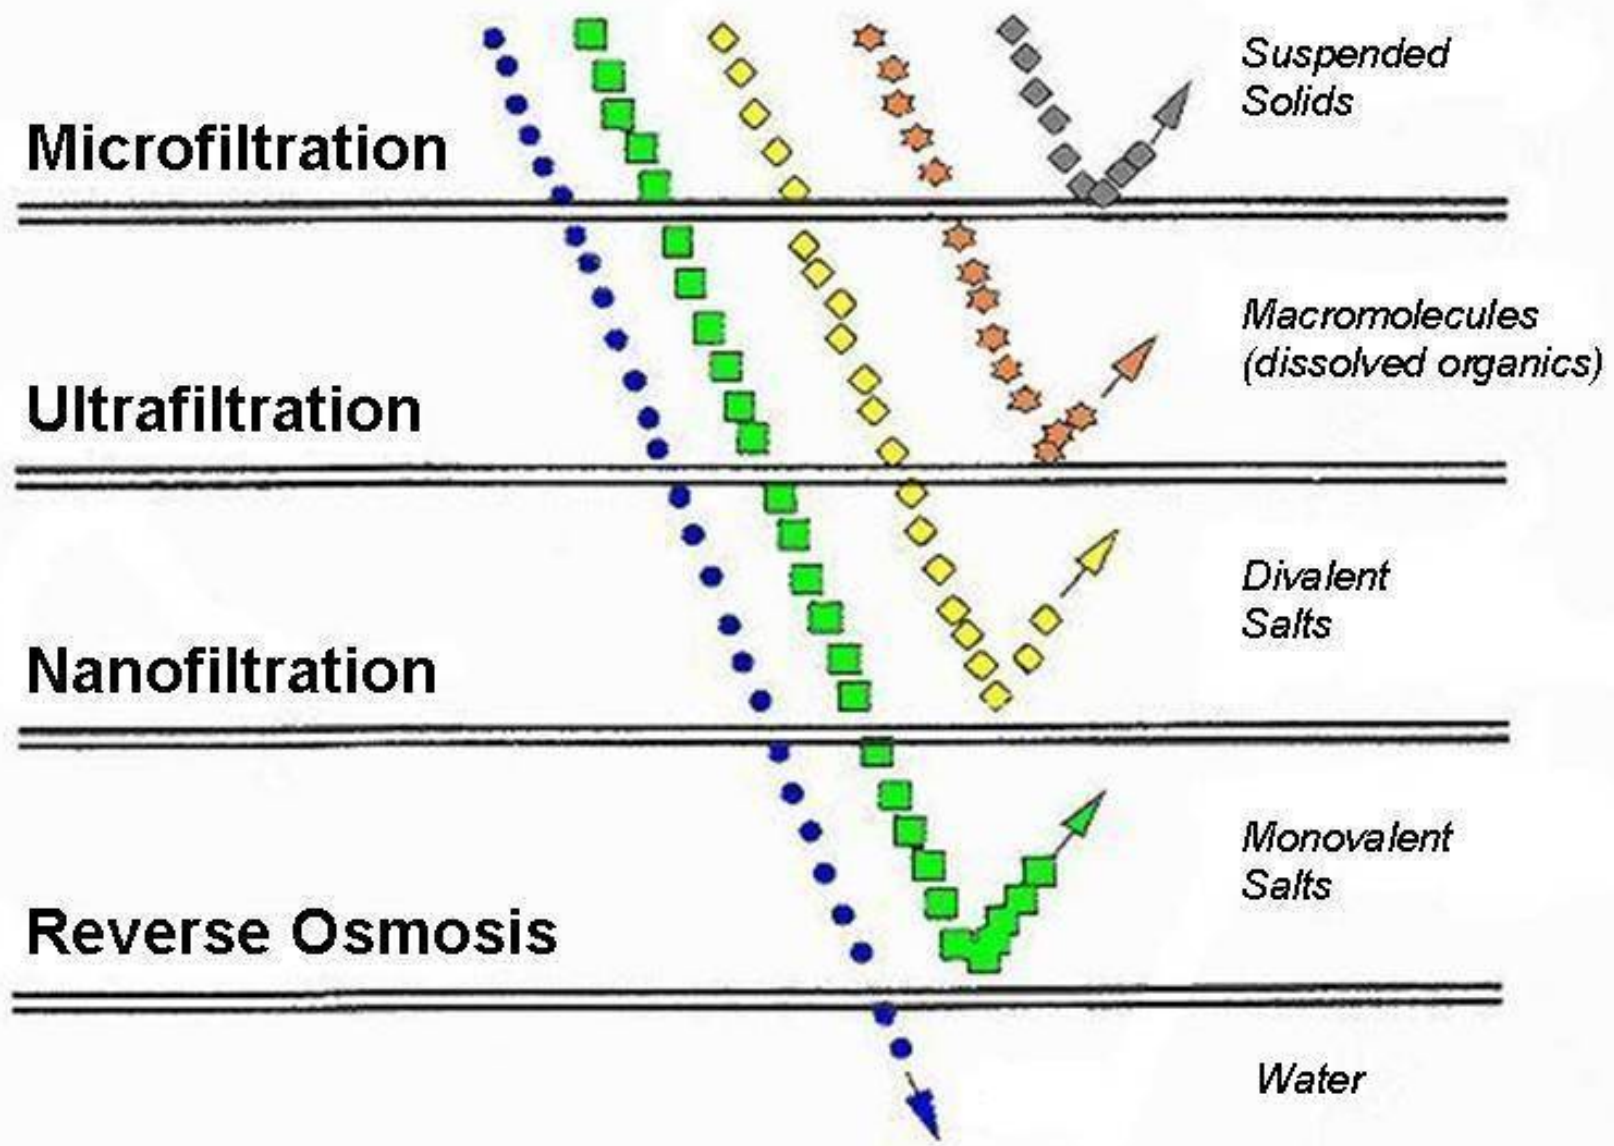 Suspended
Solids
Microfiltration
Macromolecules
(dissolved organics)
Ultrafiltration
Divalent
Salts
Nanofiltration
Monovalent
Salts
Reverse Osmosis
Water